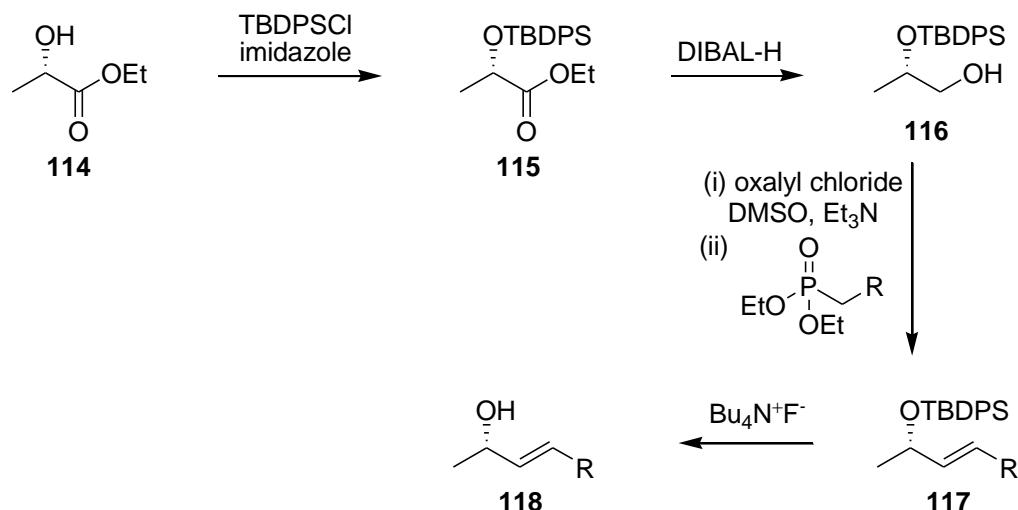 OH
OEt
O
114
TBDPSCl
imidazole
OTBDPS
OEt
O
115
DIBAL-H
OTBDPS
OH
116
(i) oxalyl chloride
DMSO, Et₃N
(ii)
O
P
R
EtO
OEt
OH
R
118
Bu₄N⁺F⁻
OTBDPS
R
117